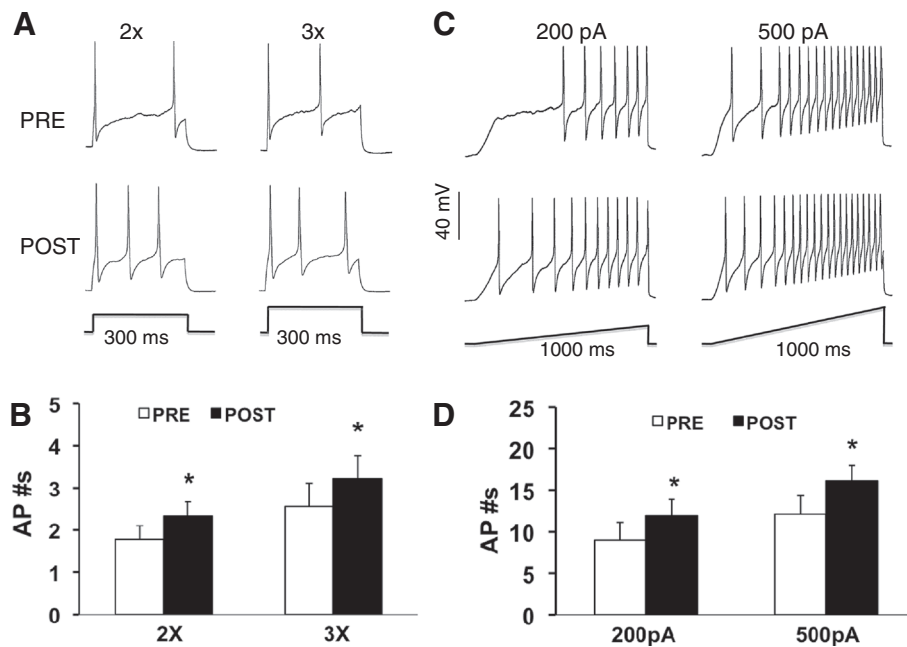 A
2x
3x
PRE
POST
300 ms
300 ms
C
200 pA
500 pA
40 mV
1000 ms
1000 ms
B
PRE POST
AP #s
5
4
3
2
1
0
*
*
2X
3X
D
PRE POST
AP #s
25
20
15
10
5
0
*
*
200pA
500pA